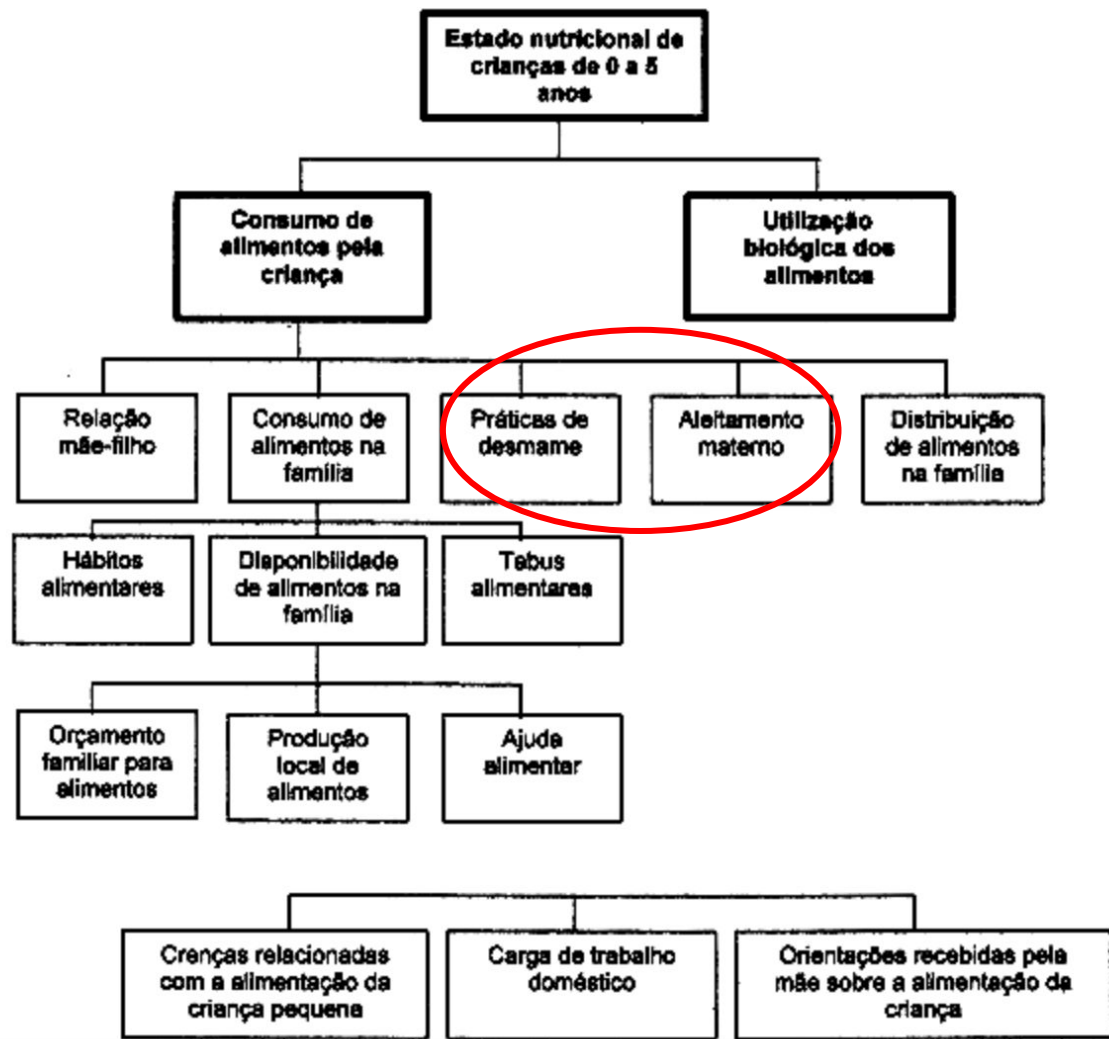 Estado nutricional de
crianças de 0 a 5
anos
Consumo de
alimentos pela
criança
Utilização
biológica dos
alimentos
Relação
mãe-filho
Consumo de
alimentos na
família
Práticas de
desmame
Aleitamento
materno
Distribuição
de alimentos
na família
Hábitos
alimentares
Disponibilidade
de alimentos na
família
Tabus
alimentares
Orçamento
familiar para
alimentos
Produção
local de
alimentos
Ajuda
alimentar
Crenças relacionadas
com a alimentação da
criança pequena
Carga de trabalho
doméstico
Orientações recebidas pela
mãe sobre a alimentação da
criança